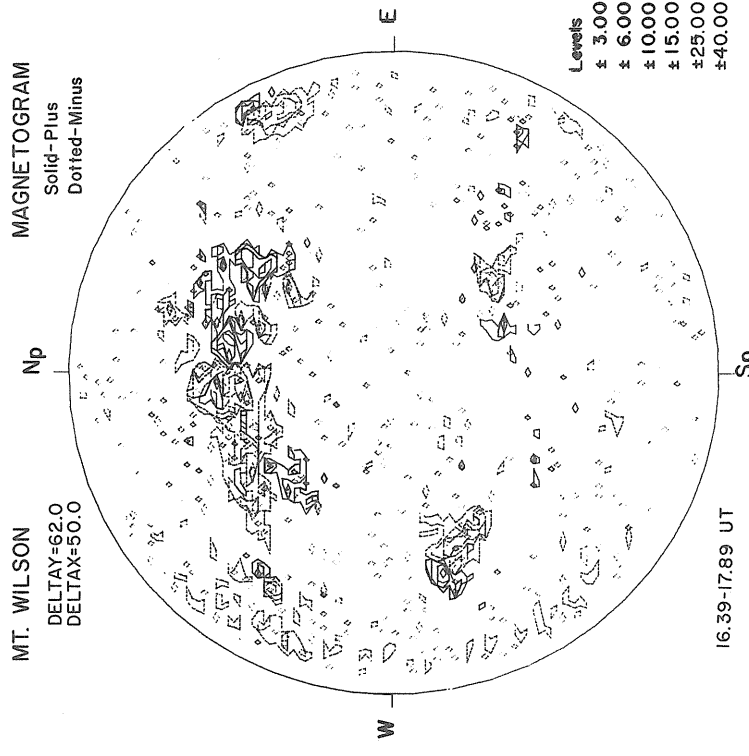 MT. WILSON
DELTAY=62.0
DELTAX=50.0
MAGNETOGRAM
Solid-Plus
Dotted-Minus
Np
E
W
Sp
16.39-17.89 UT
Levels
± 3.00
± 6.00
±10.00
±15.00
±25.00
±40.00